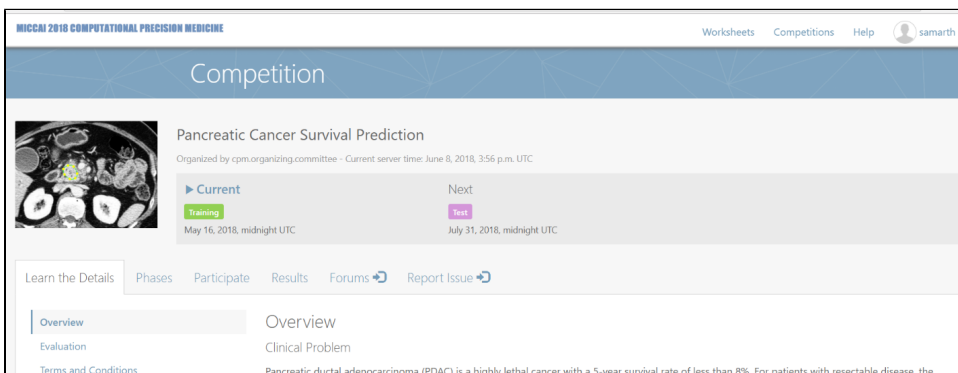 MICCAI 2018 COMPUTATIONAL PRECISION MEDICINE
Worksheets Competitions Help samarth
Competition
Pancreatic Cancer Survival Prediction
Organized by cpm.organizing.committee - Current server time: June 8, 2018, 3:56 p.m. UTC
Current Next
Training Test
May 16, 2018, midnight UTC July 31, 2018, midnight UTC
Learn the Details Phases Participate Results Forums Report Issue
Overview Overview
Evaluation Clinical Problem
Terms and Conditions Pancreatic ductal adenocarcinoma (PDAC) is a highly lethal cancer with a 5-year survival rate of less than 8%. For patients with resectable disease, the